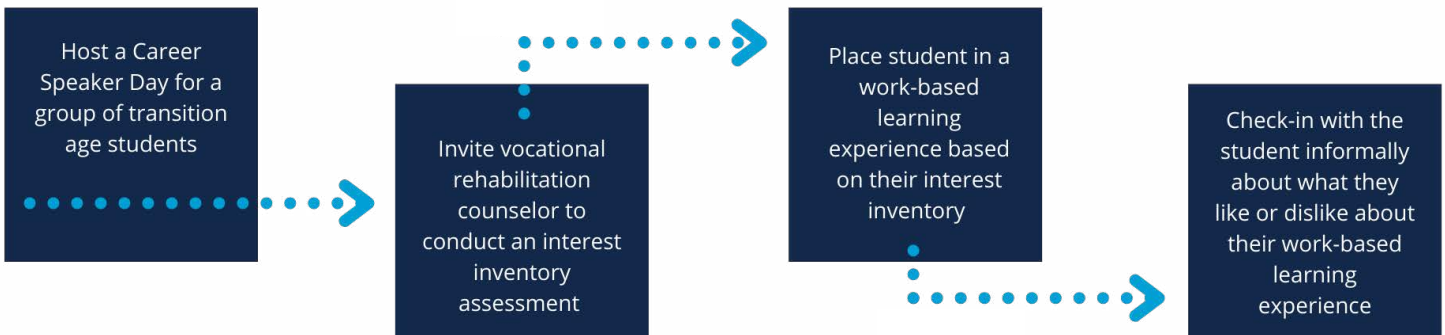 Host a Career
Speaker Day for a
group of transition
age students
Invite vocational
rehabilitation
counselor to
conduct an interest
inventory
assessment
Place student in a
work-based
learning
experience based
on their interest
inventory
Check-in with the
student informally
about what they
like or dislike about
their work-based
learning
experience